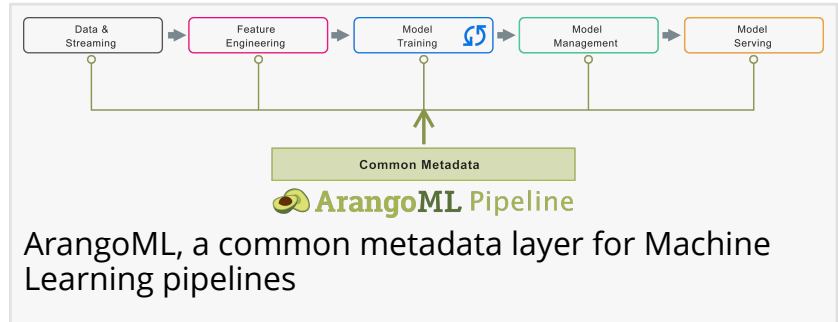 Data &
Streaming
Feature
Engineering
Model
Training
Model
Management
Model
Serving
Common Metadata
ArangoML Pipeline
ArangoML, a common metadata layer for Machine
Learning pipelines